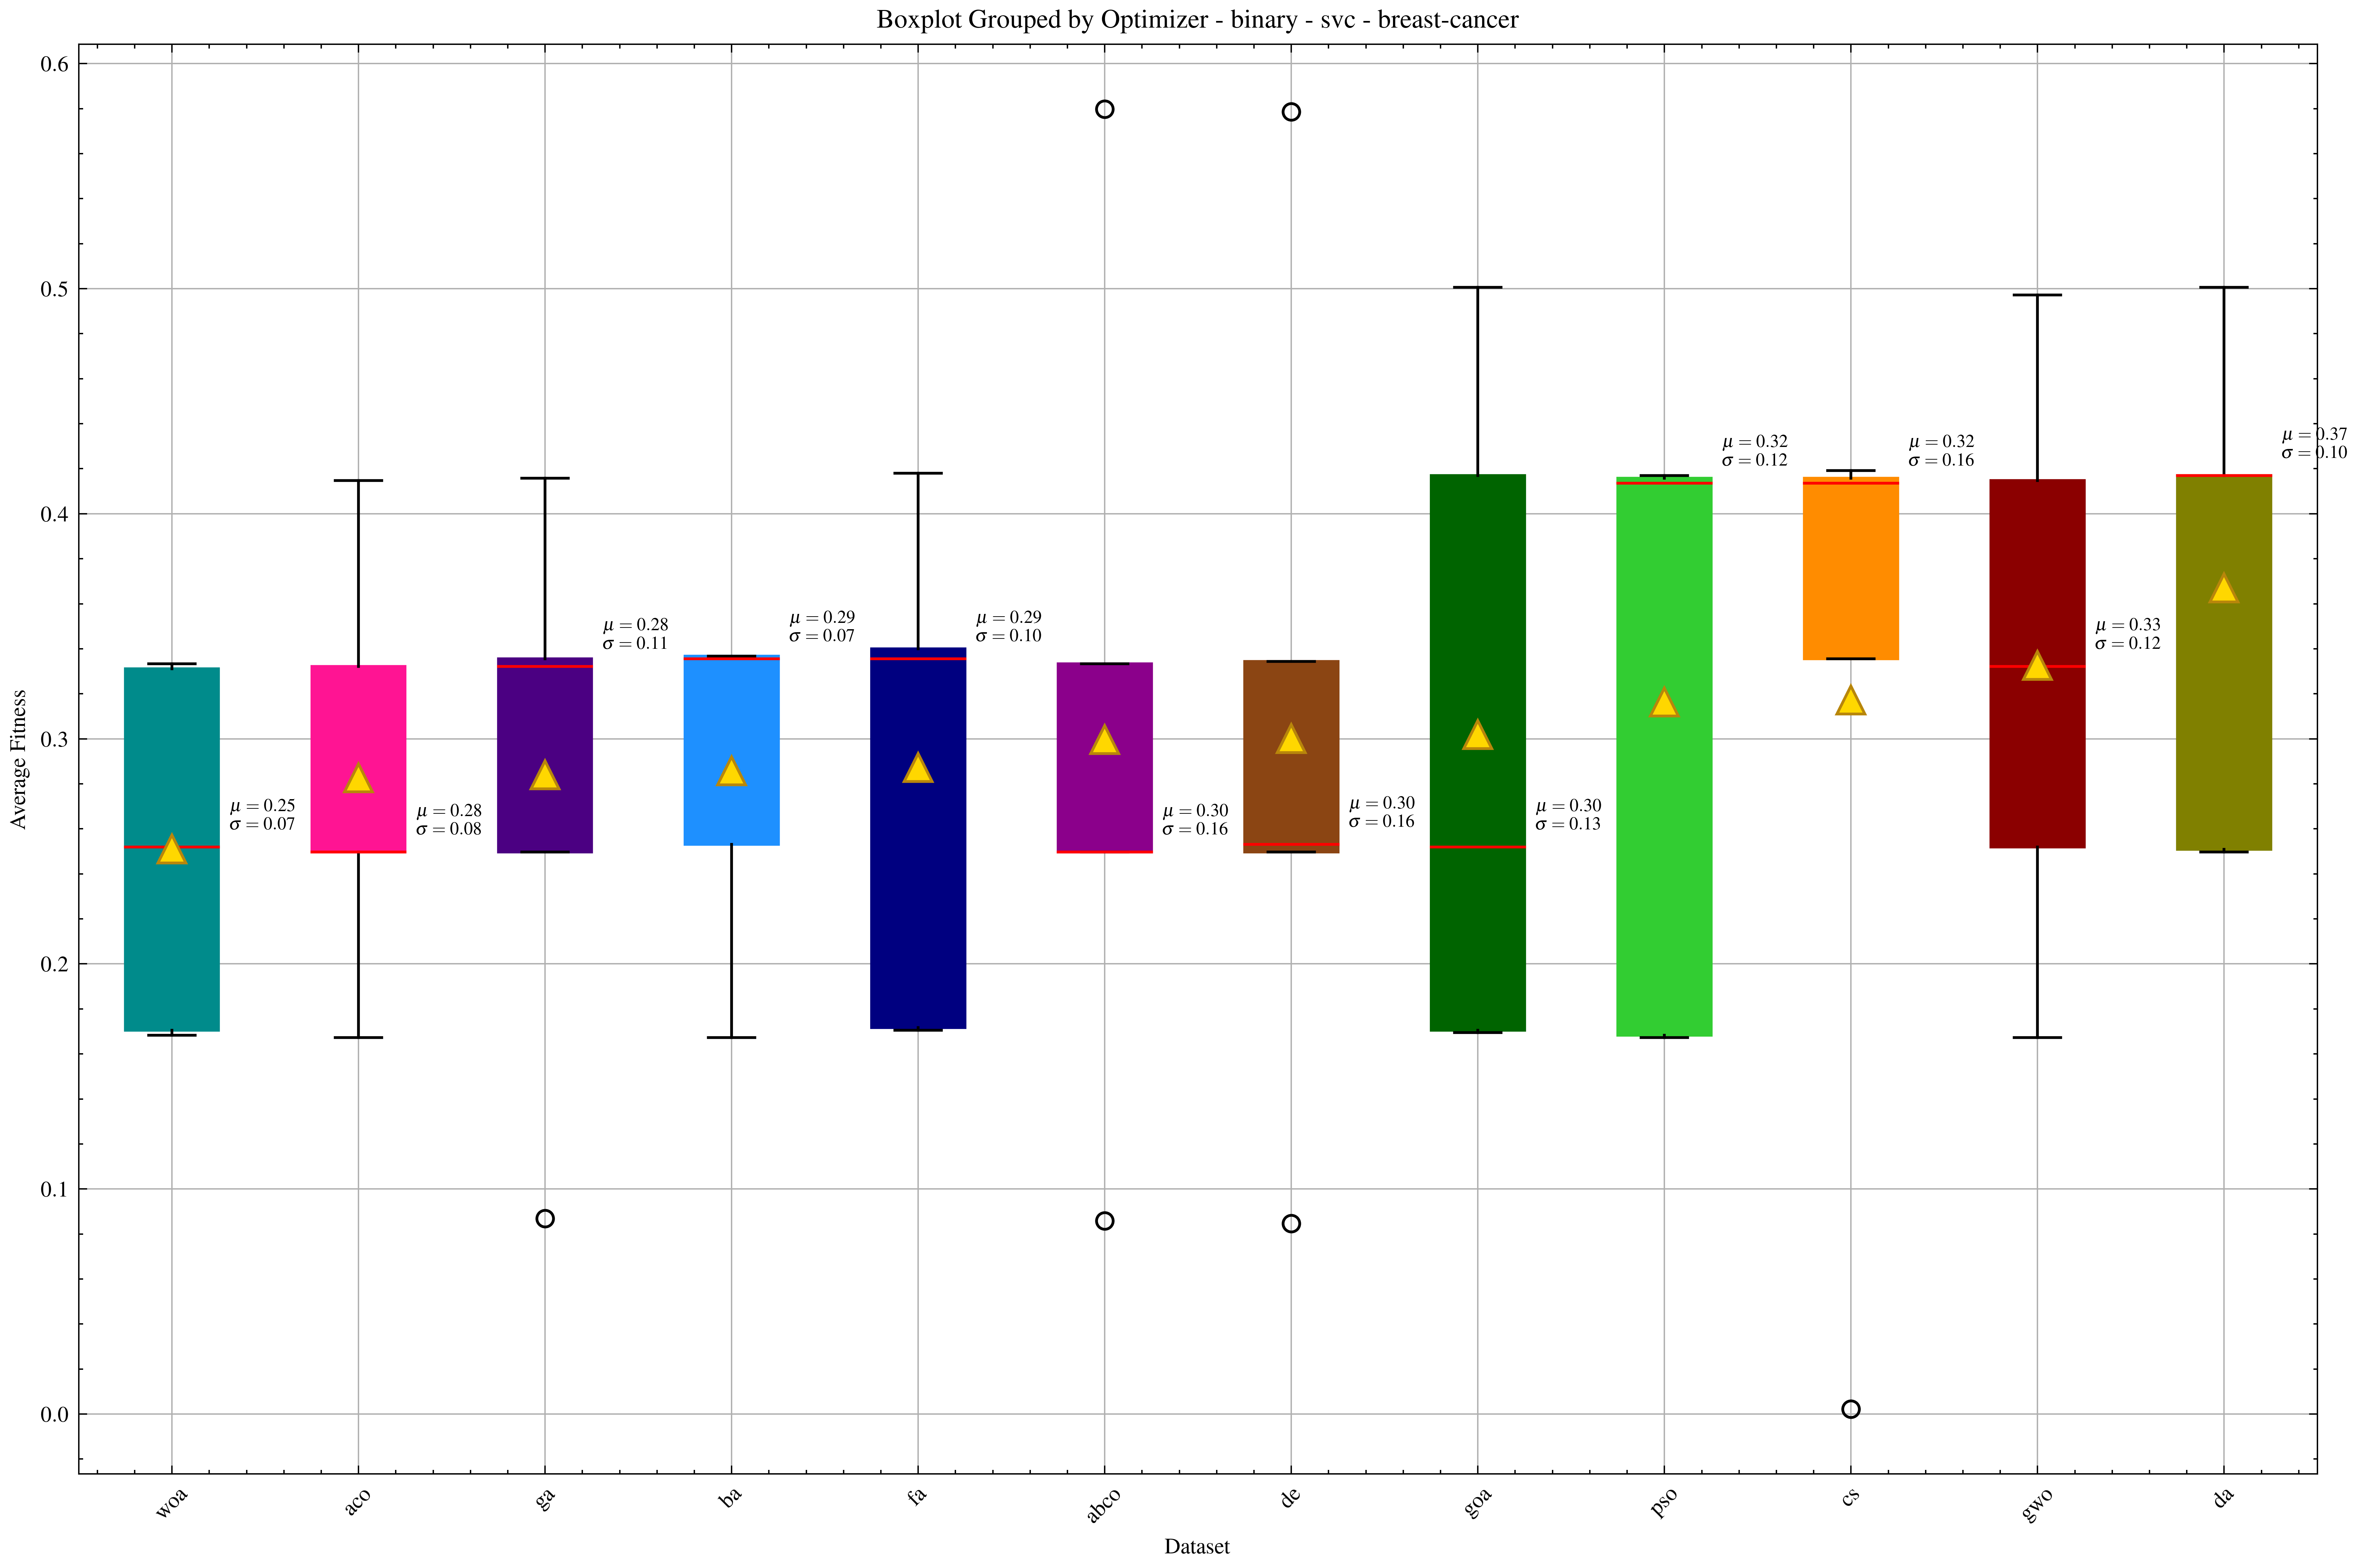 Boxplot Grouped by Optimizer - binary - svc - breast-cancer
Average Fitness
0.6
0.5
0.4
0.3
0.2
0.1
0.0
μ = 0.25
σ = 0.07
μ = 0.28
σ = 0.08
μ = 0.28
σ = 0.11
μ = 0.29
σ = 0.07
μ = 0.29
σ = 0.10
μ = 0.30
σ = 0.16
μ = 0.30
σ = 0.16
μ = 0.30
σ = 0.13
μ = 0.32
σ = 0.12
μ = 0.32
σ = 0.16
μ = 0.33
σ = 0.12
μ = 0.37
σ = 0.10
woa
aco
ga
ba
fa
abco
de
goa
pso
cs
gwo
da
Dataset